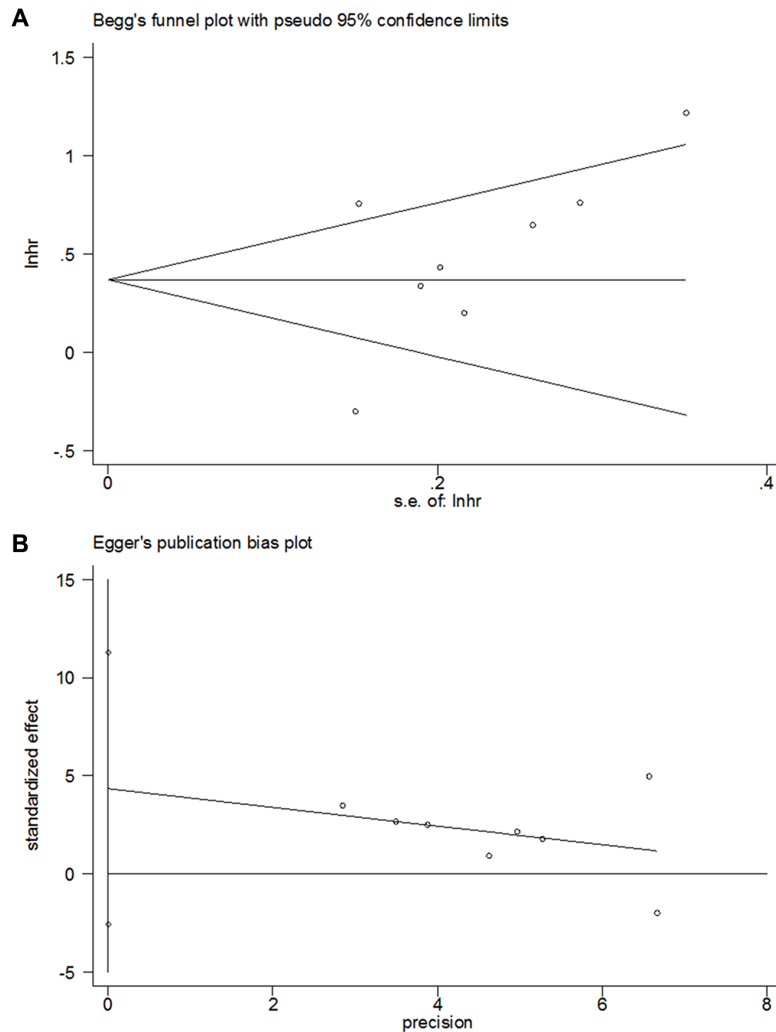 A
Begg's funnel plot with pseudo 95% confidence limits
1.5
1
.5
0
-.5
lnhr
0
.2
.4
s.e. of: lnhr
B
Egger's publication bias plot
15
10
5
0
-5
standardized effect
0
2
4
6
8
precision